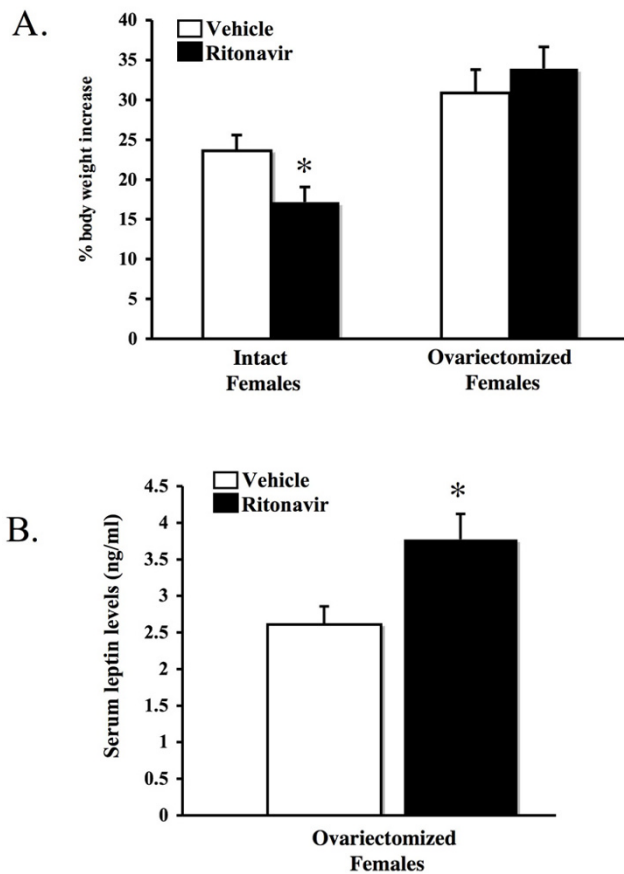 A.
Vehicle
Ritonavir
% body weight increase
40
35
30
25
20
15
10
5
0
*
Intact
Females
Ovariectomized
Females
B.
Vehicle
Ritonavir
Serum leptin levels (ng/ml)
4.5
4
3.5
3
2.5
2
1.5
1
0.5
0
*
Ovariectomized
Females